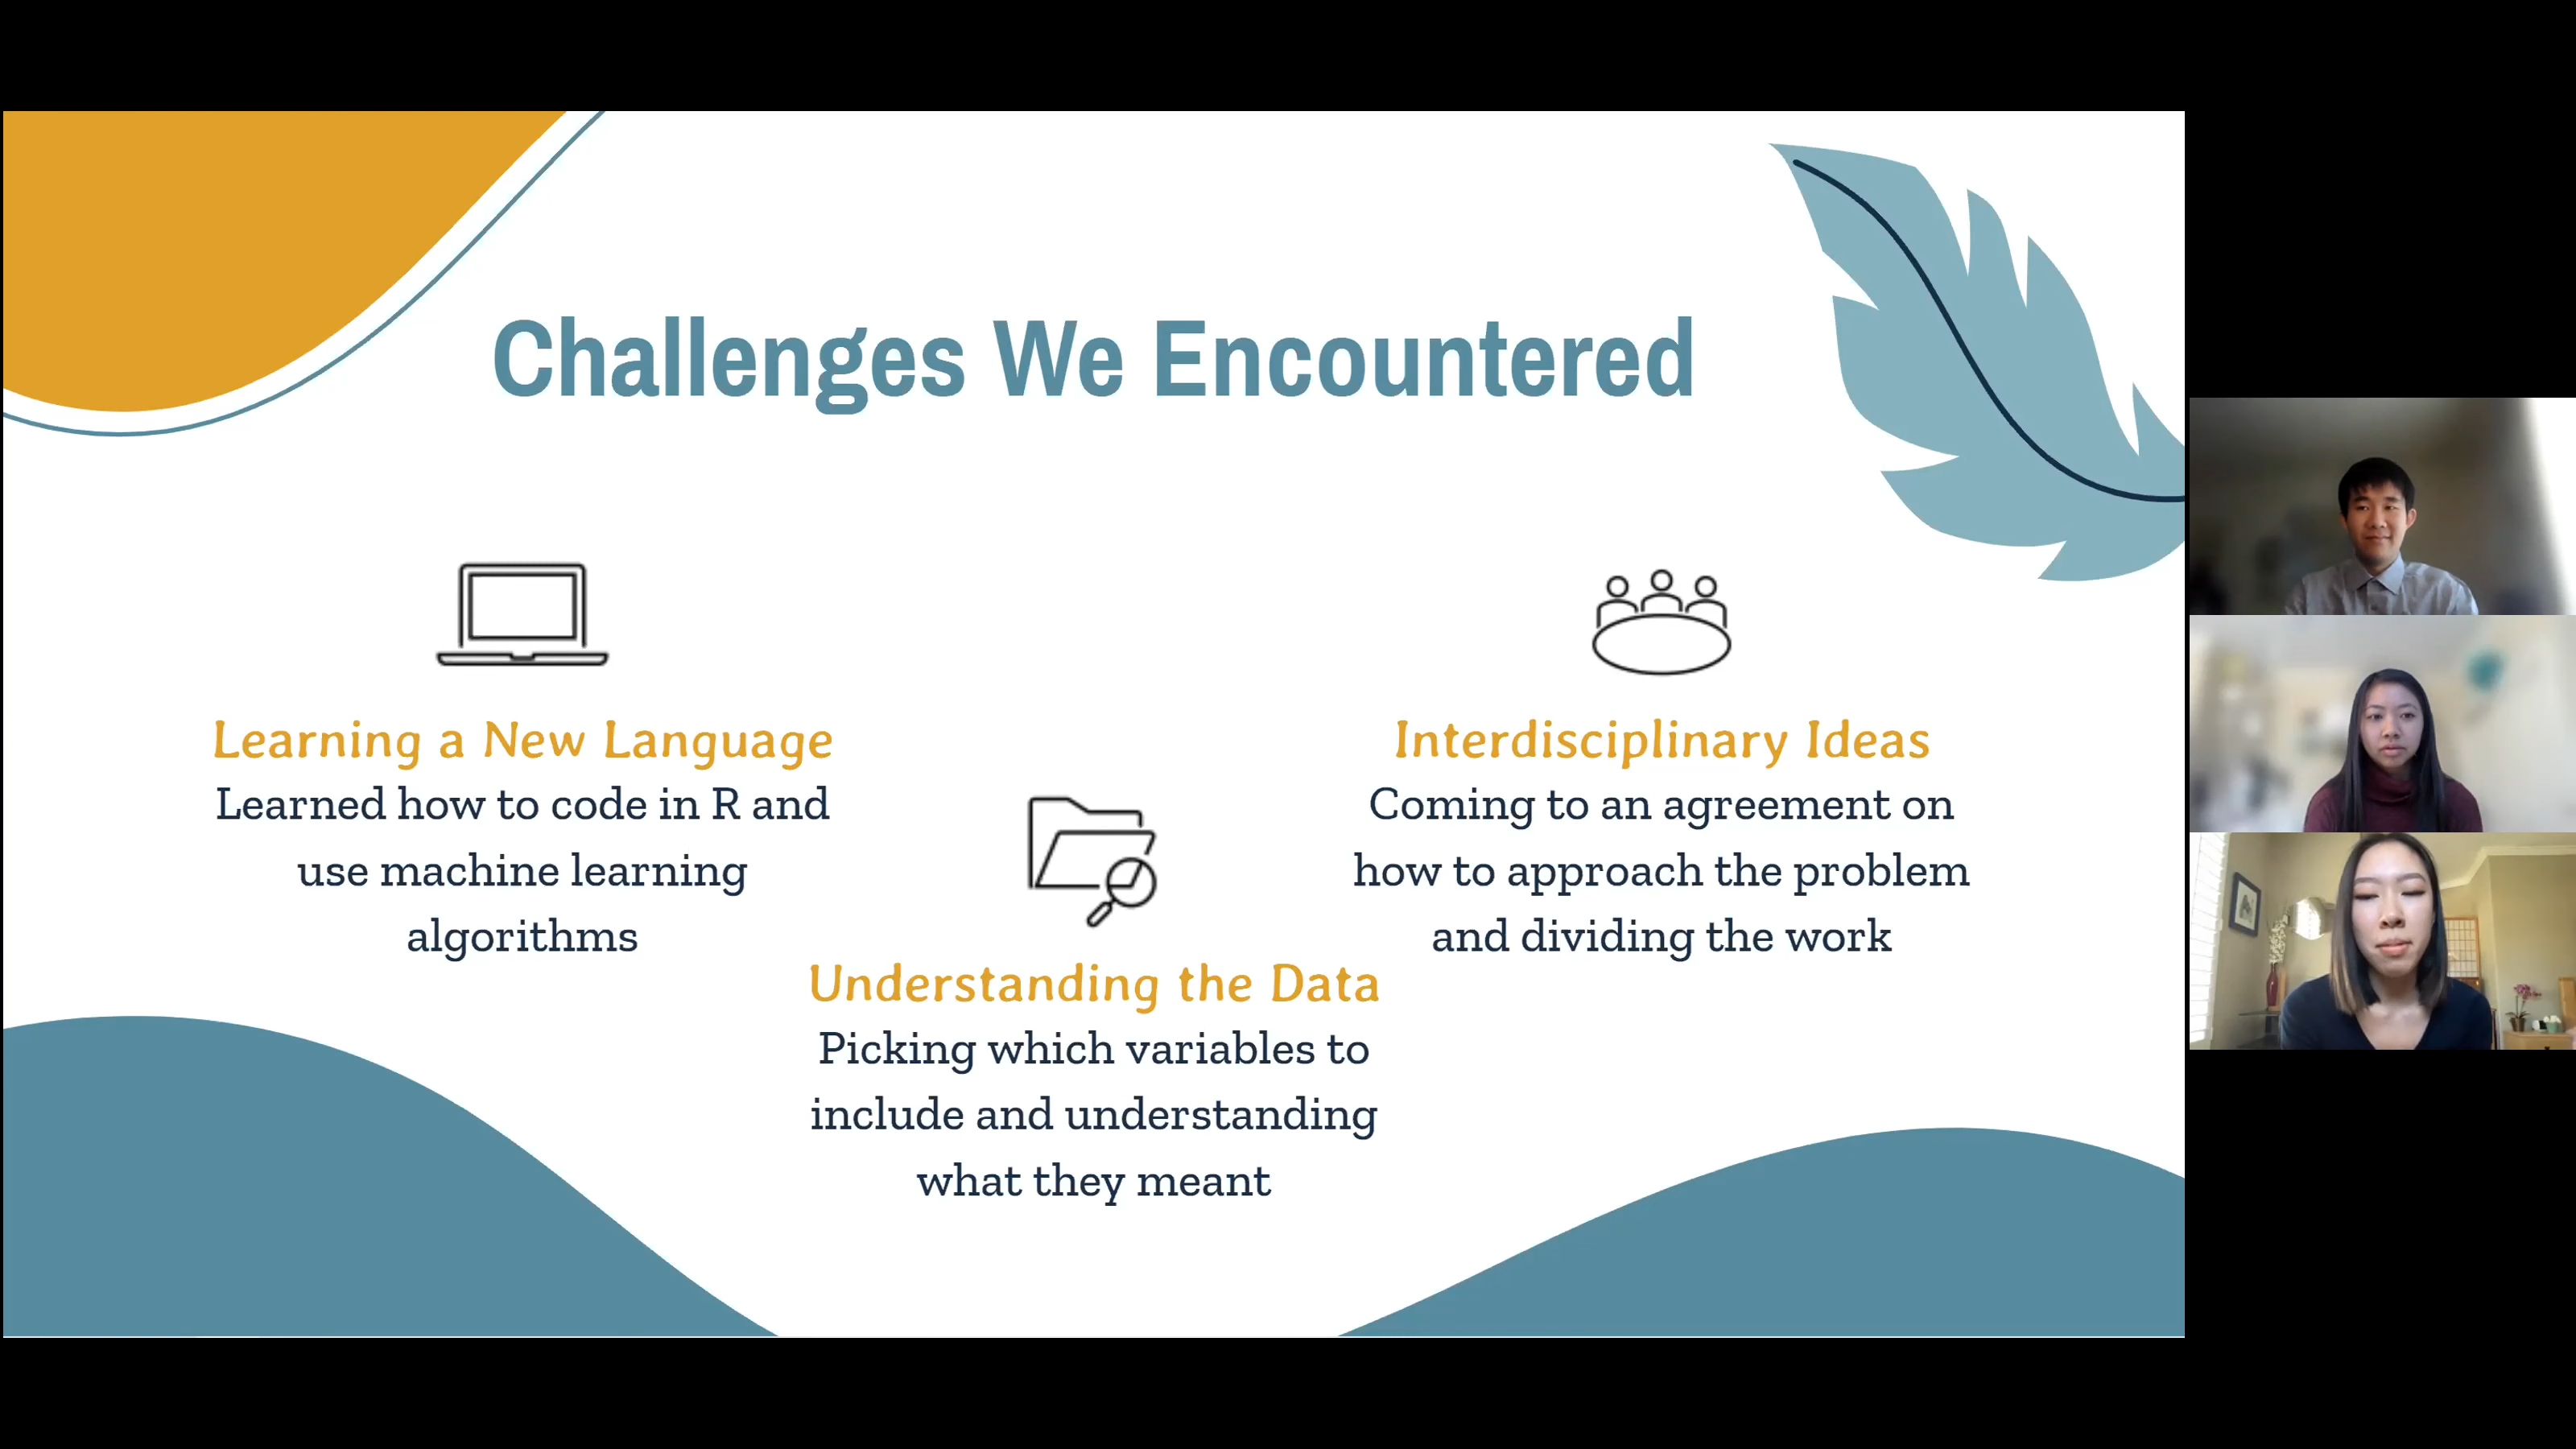 Challenges We Encountered
Learning a New Language
Learned how to code in R and
use machine learning
algorithms
Understanding the Data
Picking which variables to
include and understanding
what they meant
Interdisciplinary Ideas
Coming to an agreement on
how to approach the problem
and dividing the work